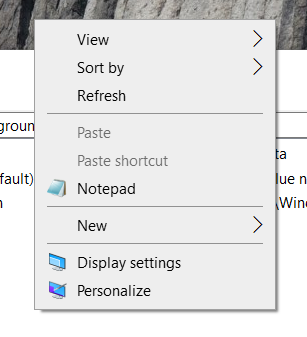 View
Sort by
Refresh
groun
Paste
ta
Paste shortcut
fault)
lue n
Notepad
n
\Wind
New
Display settings
Personalize